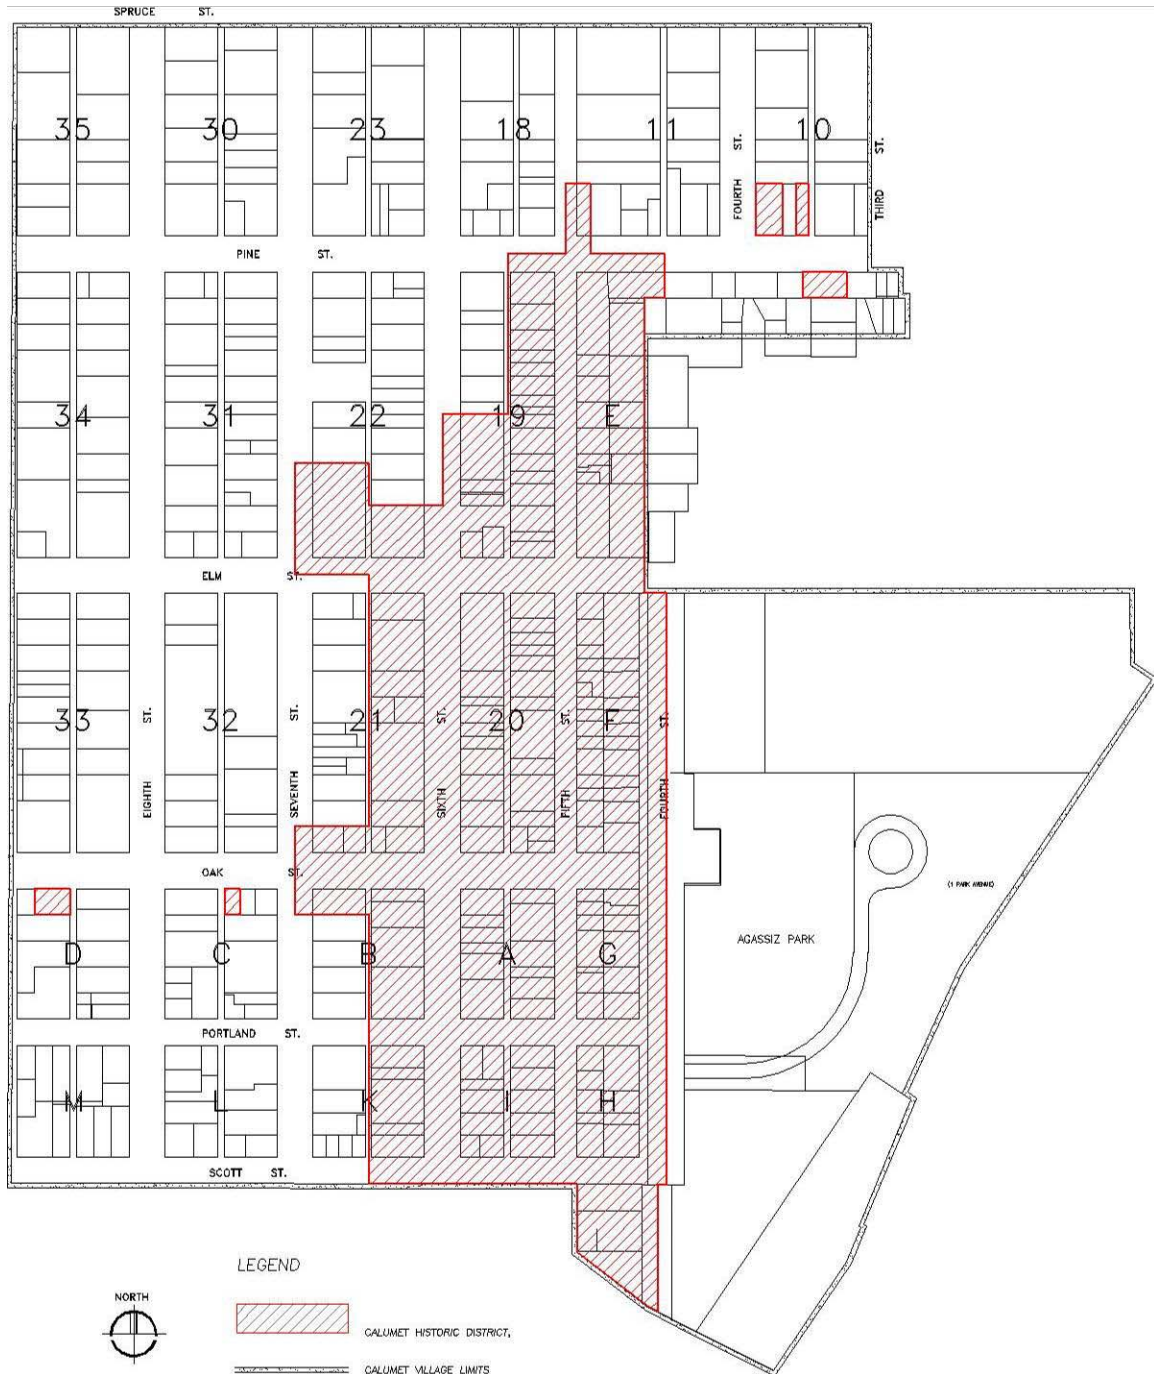 SPRUCE ST.
35 30 23 18 11 10
FOURTH ST.
THIRD ST.
PINE ST.
34 31 22 19 E
ELM ST.
33 32 21 20 F
EIGHTH ST.
SEVENTH ST.
SIXTH ST.
FIFTH ST.
FOURTH ST.
OAK ST.
(1 PARK AVENUE)
D C B A G
AGASSIZ PARK
PORTLAND ST.
M L K I H
SCOTT ST.
LEGEND
NORTH
CALUMET HISTORIC DISTRICT,
CALUMET VILLAGE LIMITS